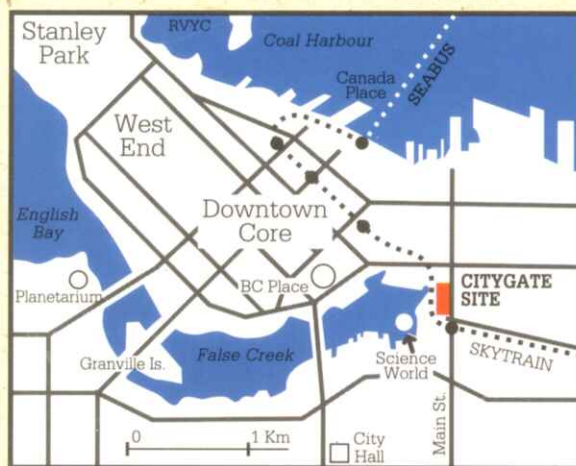 Stanley
Park
RVYC
Coal Harbour
Canada
Place
SEABUS
West
End
English
Bay
Downtown
Core
Planetarium
BC Place
CITYGATE
SITE
Granville Is.
False Creek
Science
World
SKYTRAIN
Main St.
0
1 Km
City
Hall